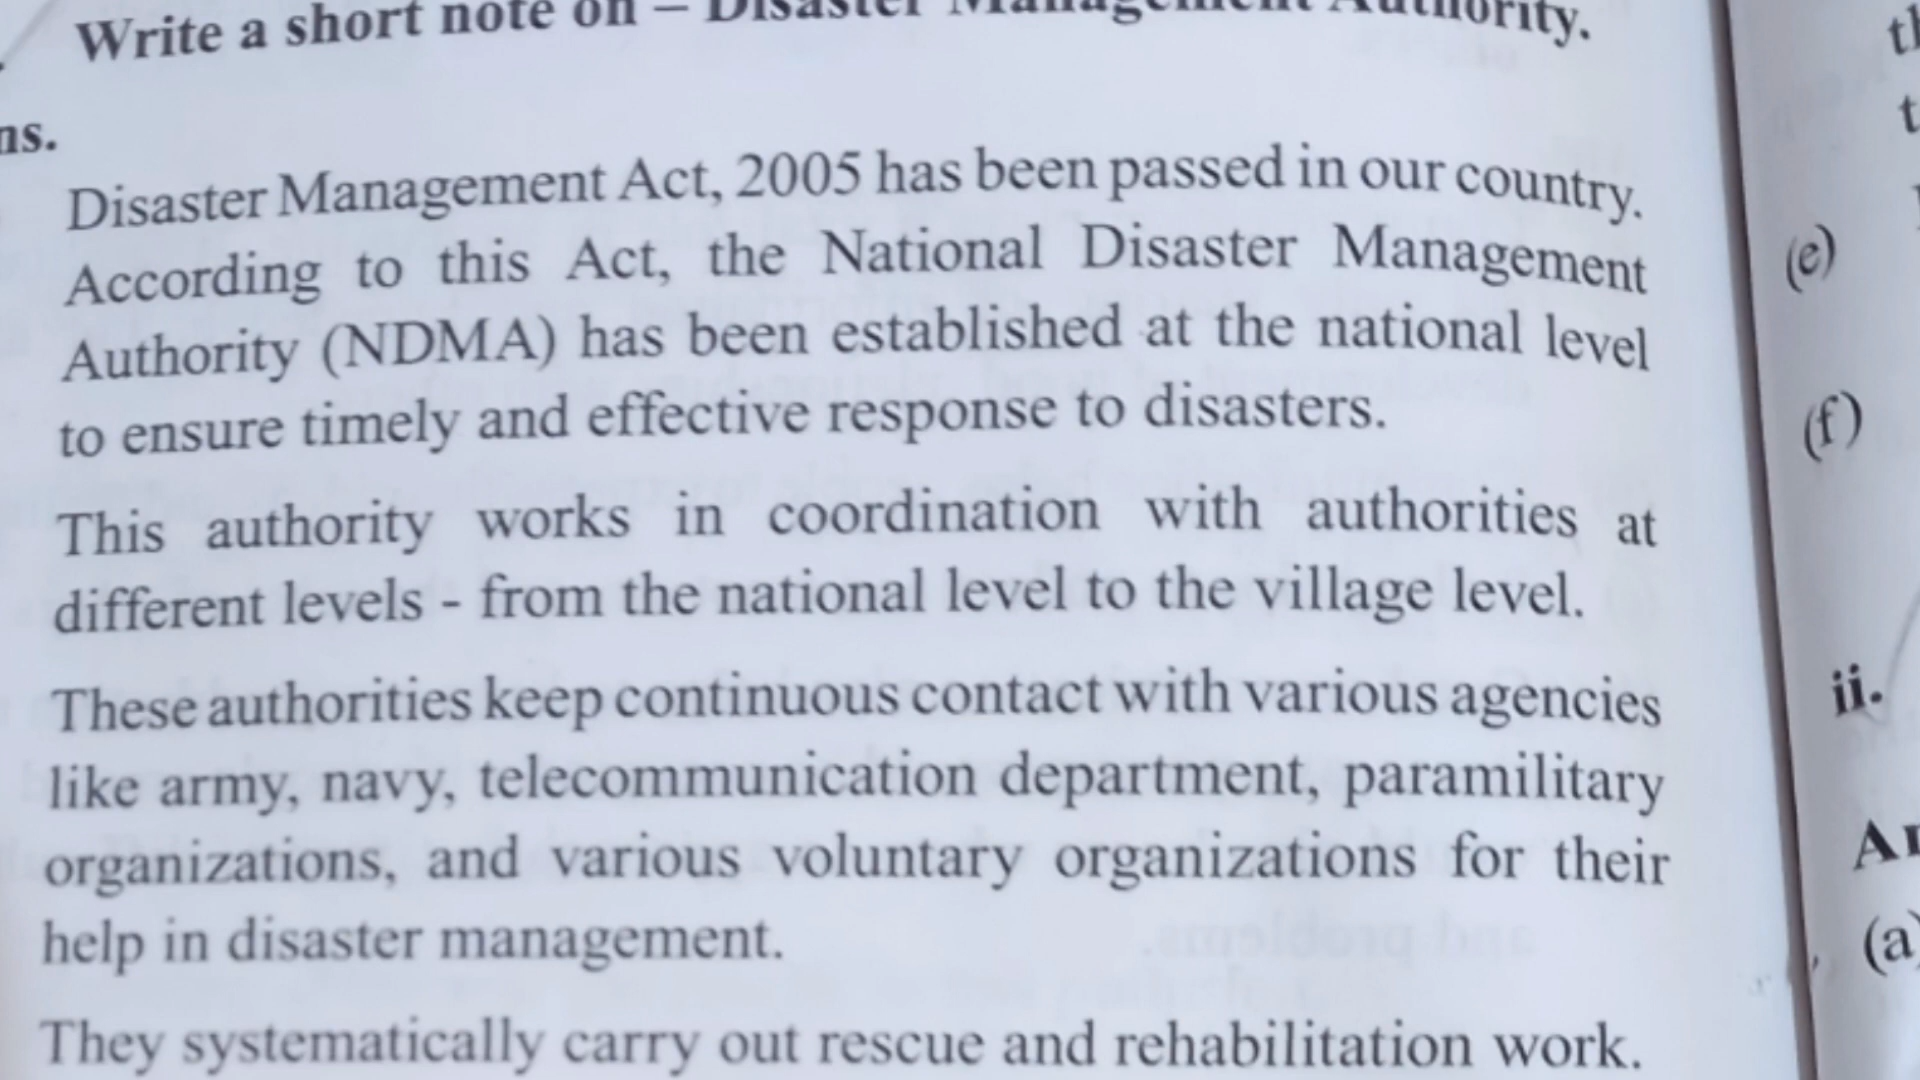 Write a short note on – Disaster Management Authority.
ns.
Disaster Management Act, 2005 has been passed in our country.
According to this Act, the National Disaster Management
Authority (NDMA) has been established at the national level
to ensure timely and effective response to disasters.
This authority works in coordination with authorities at
different levels - from the national level to the village level.
These authorities keep continuous contact with various agencies
like army, navy, telecommunication department, paramilitary
organizations, and various voluntary organizations for their
help in disaster management.
They systematically carry out rescue and rehabilitation work.
(e)
(f)
ii.
(a)